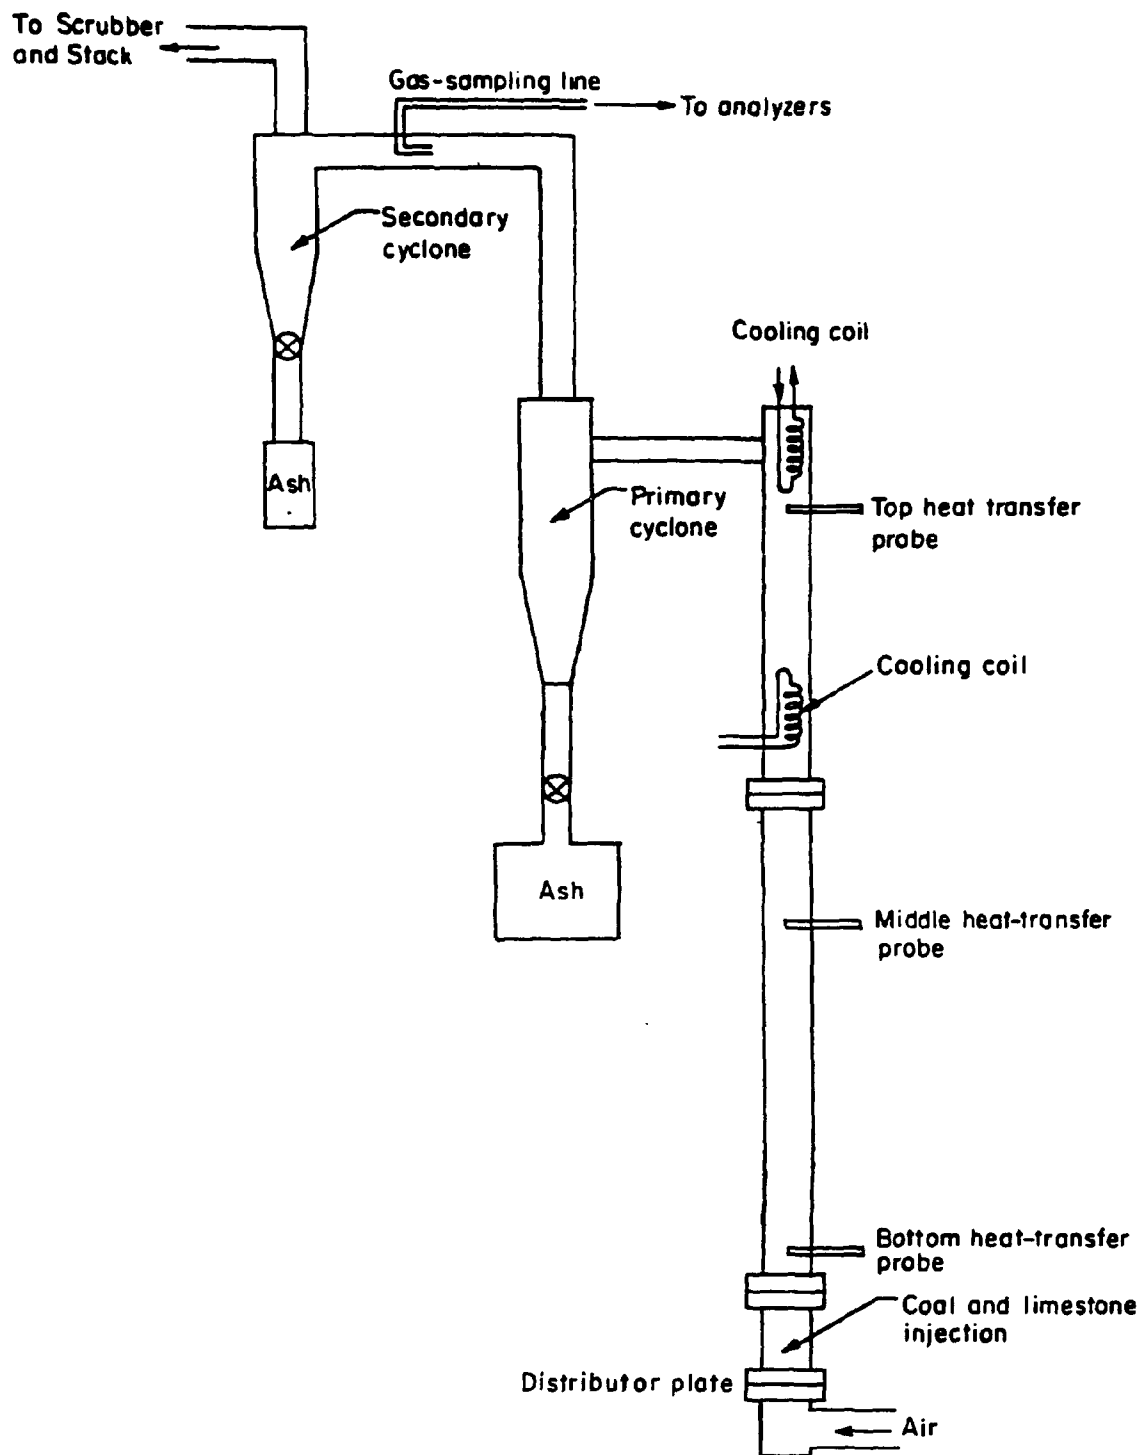 To Scrubber
and Stack
Gas-sampling line
To analyzers
Secondary
cyclone
Cooling coil
Ash
Primary
cyclone
Top heat transfer
probe
Cooling coil
Ash
Middle heat-transfer
probe
Bottom heat-transfer
probe
Coal and limestone
injection
Distributor plate
Air